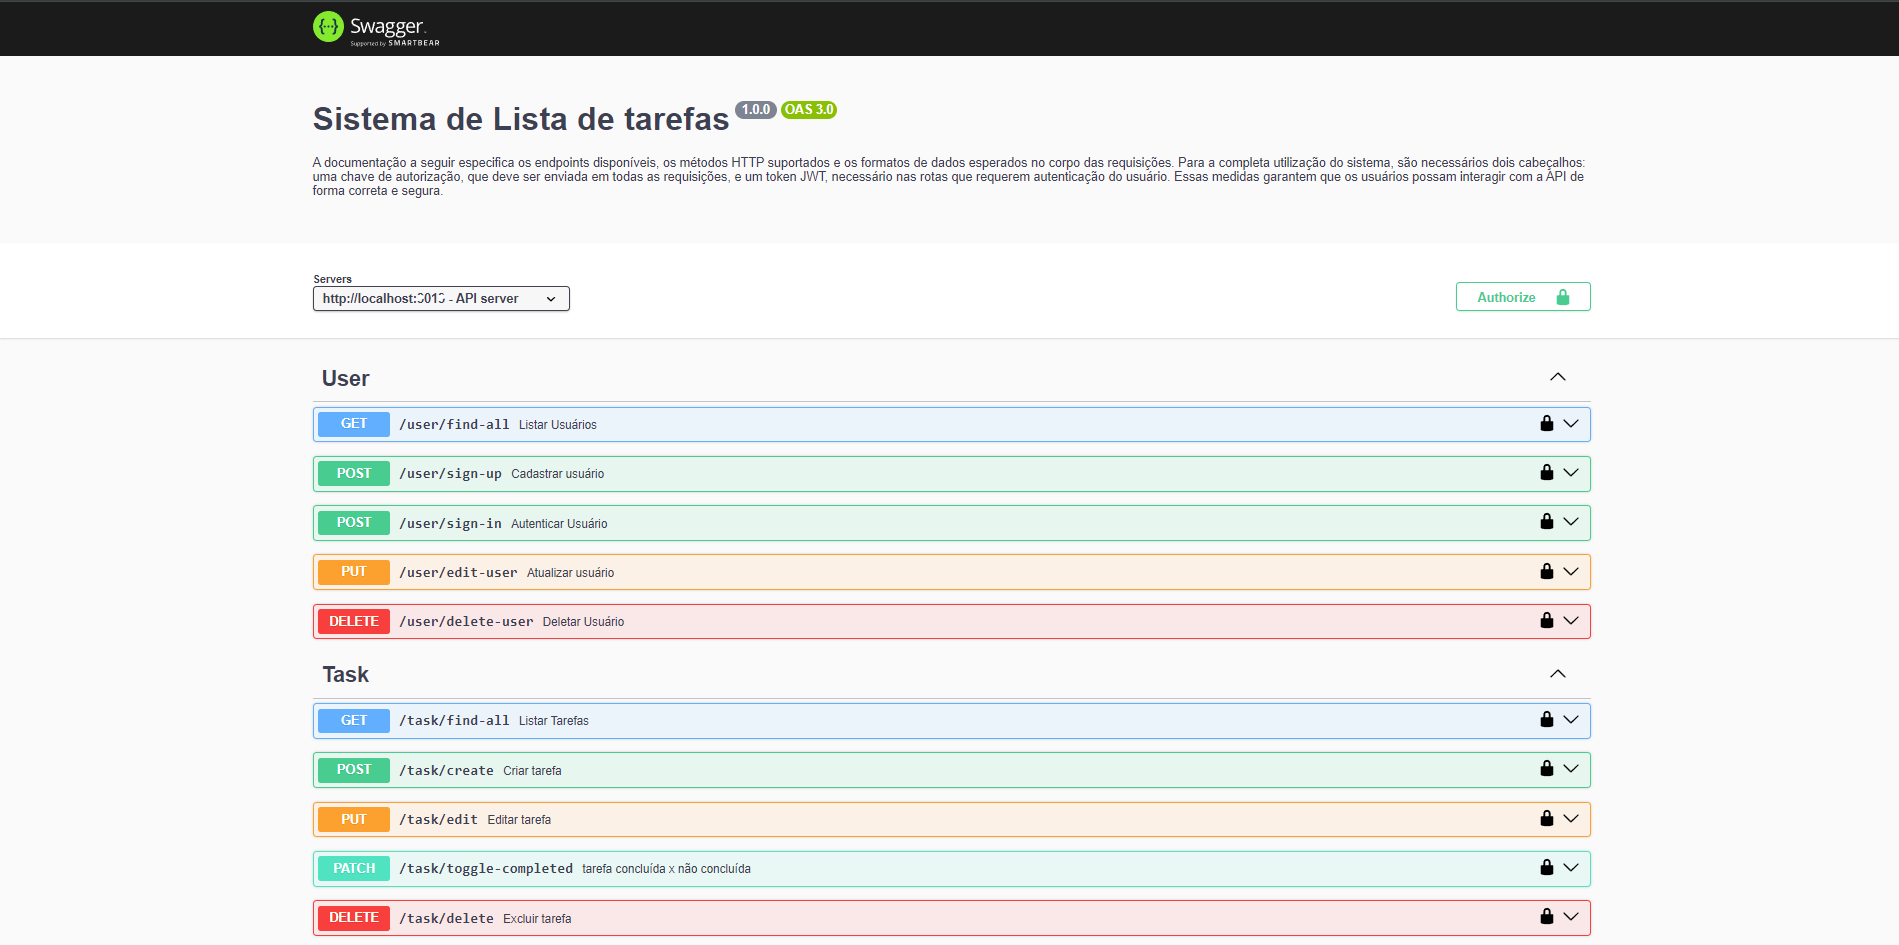 Swagger.
Supported by SMARTBEAR
Sistema de Lista de tarefas 1.0.0 OAS 3.0
A documentação a seguir especifica os endpoints disponíveis, os métodos HTTP suportados e os formatos de dados esperados no corpo das requisições. Para a completa utilização do sistema, são necessários dois cabeçalhos:
uma chave de autorização, que deve ser enviada em todas as requisições, e um token JWT, necessário nas rotas que requerem autenticação do usuário. Essas medidas garantem que os usuários possam interagir com a API de
forma correta e segura.
Servers
- API server
Authorize
User
GET /user/find-all Listar Usuários
POST /user/sign-up Cadastrar usuário
POST /user/sign-in Autenticar Usuário
PUT /user/edit-user Atualizar usuário
DELETE /user/delete-user Deletar Usuário
Task
GET /task/find-all Listar Tarefas
POST /task/create Criar tarefa
PUT /task/edit Editar tarefa
PATCH /task/toggle-completed tarefa concluída x não concluída
DELETE /task/delete Excluir tarefa